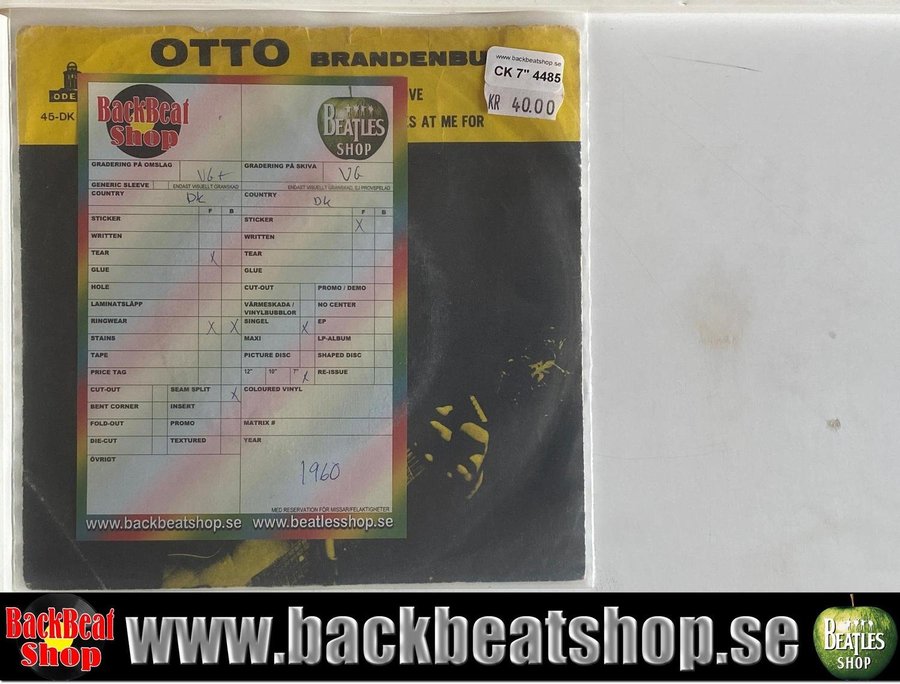 OTTO BRANDENBU
www.backbeatshop.se
CK 7" 4485
KR 40.00
ODE
VE
45-DK
ES AT ME FOR
BackBeat Shop
BEATLES SHOP
GRADERING PÅ OMSLAG VG+ GRADERING PÅ SKIVA VG
GENERIC SLEEVE ENDAST VISUELLT GRANSKAD ENDAST VISUELLT GRANSKAD, EJ PROVSPELAD
COUNTRY DK COUNTRY DK
F B F B
STICKER STICKER X
WRITTEN WRITTEN
TEAR X TEAR
GLUE GLUE
HOLE CUT-OUT PROMO / DEMO
LAMINATSLÄPP VÄRMESKADA / VINYLBUBBLOR NO CENTER
RINGWEAR X X SINGEL X EP
STAINS MAXI LP-ALBUM
TAPE PICTURE DISC SHAPED DISC
PRICE TAG 12" 10" 7" X RE-ISSUE
CUT-OUT SEAM SPLIT X COLOURED VINYL
BENT CORNER INSERT
FOLD-OUT PROMO MATRIX #
DIE-CUT TEXTURED YEAR
ÖVRIGT
1960
MED RESERVATION FÖR MISSAR/FELAKTIGHETER
www.backbeatshop.se www.beatlesshop.se
BackBeat Shop www.backbeatshop.se BEATLES SHOP